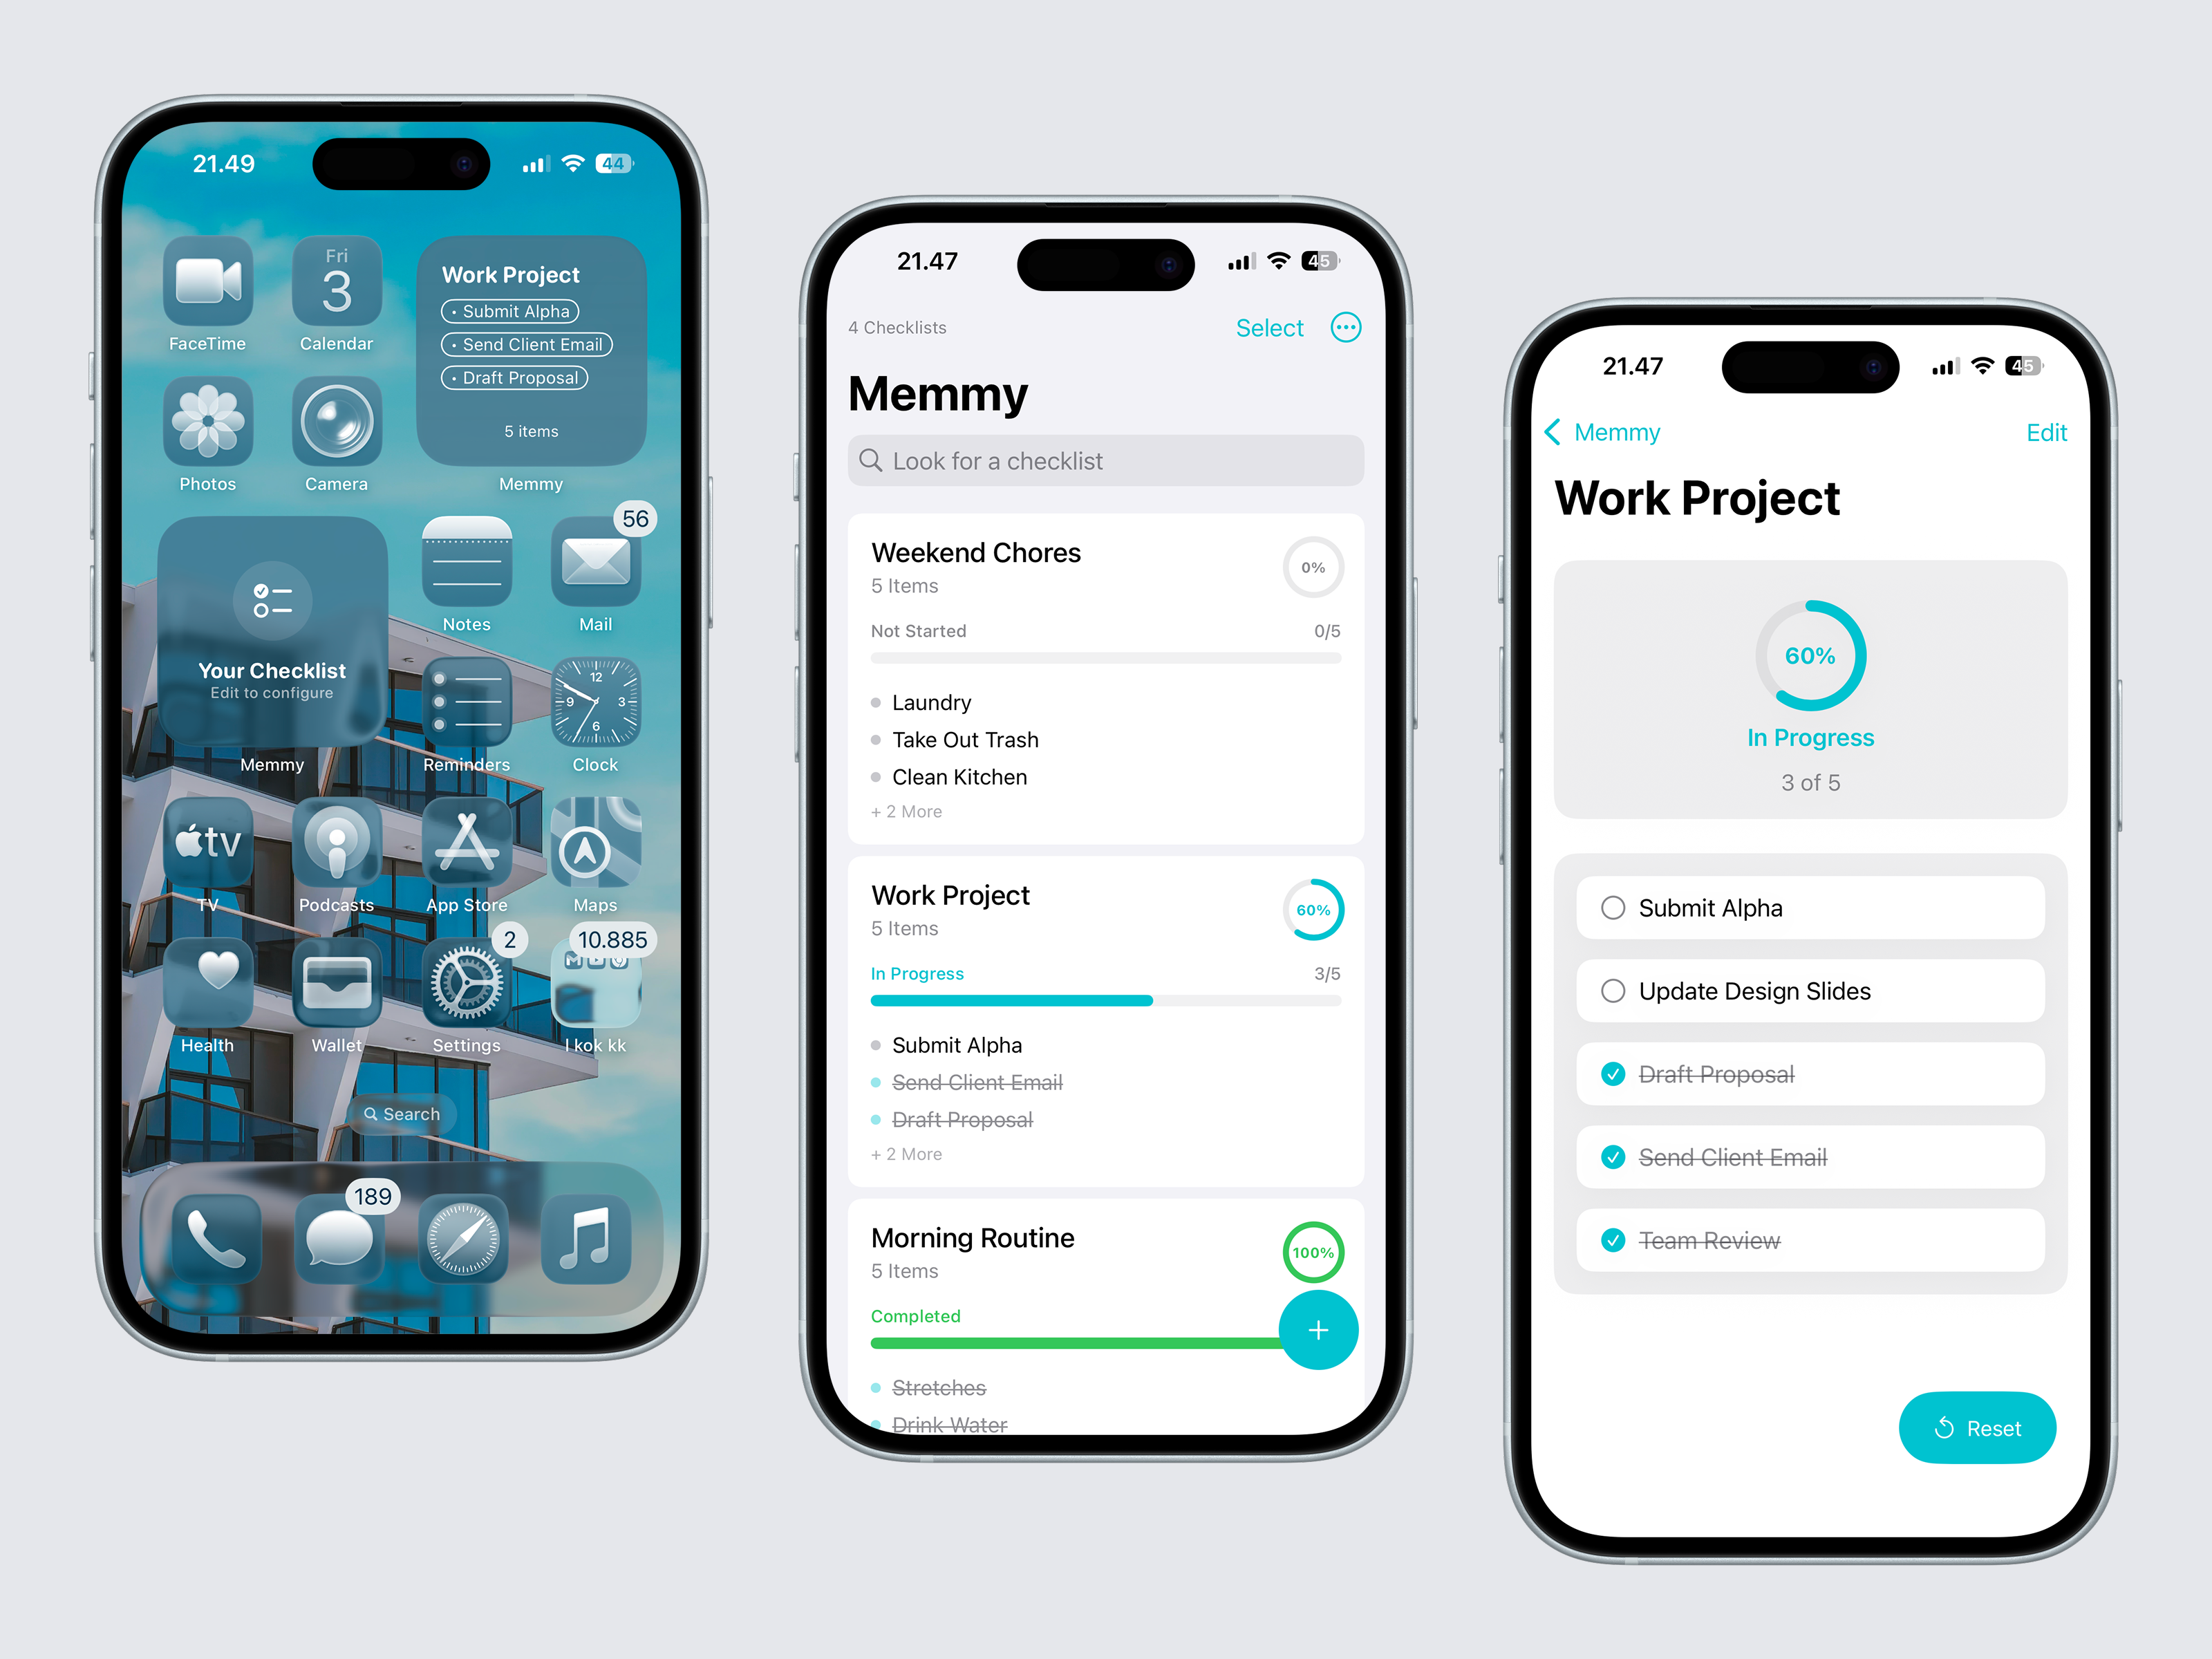 21.49
44
Fri
3
FaceTime
Calendar
Work Project
• Submit Alpha
• Send Client Email
• Draft Proposal
5 items
Photos
Camera
Memmy
56
Your Checklist
Edit to configure
Memmy
Notes
Mail
12
9
3
6
Reminders
Clock
tv
TV
Podcasts
App Store
Maps
2
10.885
Health
Wallet
Settings
I kok kk
Search
189
21.47
45
4 Checklists
Select
Memmy
Look for a checklist
Weekend Chores
0%
5 Items
Not Started
0/5
Laundry
Take Out Trash
Clean Kitchen
+ 2 More
Work Project
60%
5 Items
In Progress
3/5
Submit Alpha
Send Client Email
Draft Proposal
+ 2 More
Morning Routine
100%
5 Items
Completed
Stretches
Drink Water
21.47
45
Memmy
Edit
Work Project
60%
In Progress
3 of 5
Submit Alpha
Update Design Slides
Draft Proposal
Send Client Email
Team Review
Reset